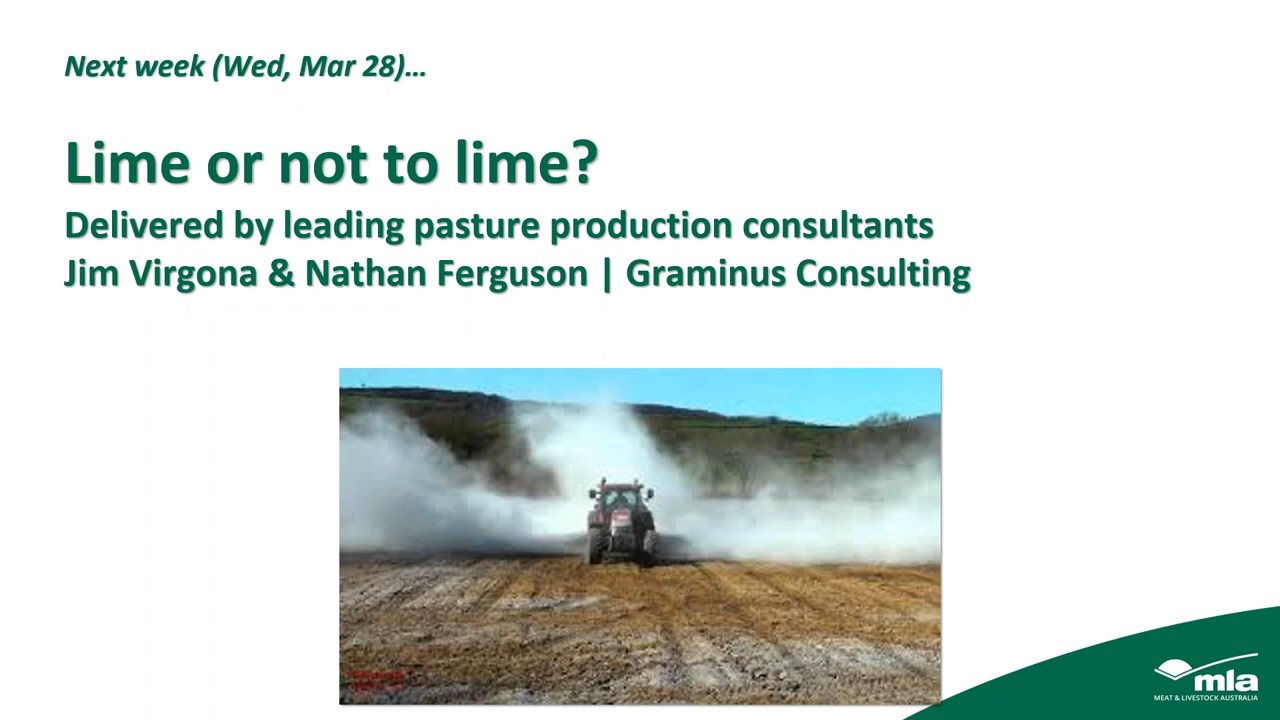 Next week (Wed, Mar 28)...
Lime or not to lime?
Delivered by leading pasture production consultants
Jim Virgona & Nathan Ferguson | Graminus Consulting
mla
MEAT & LIVESTOCK AUSTRALIA